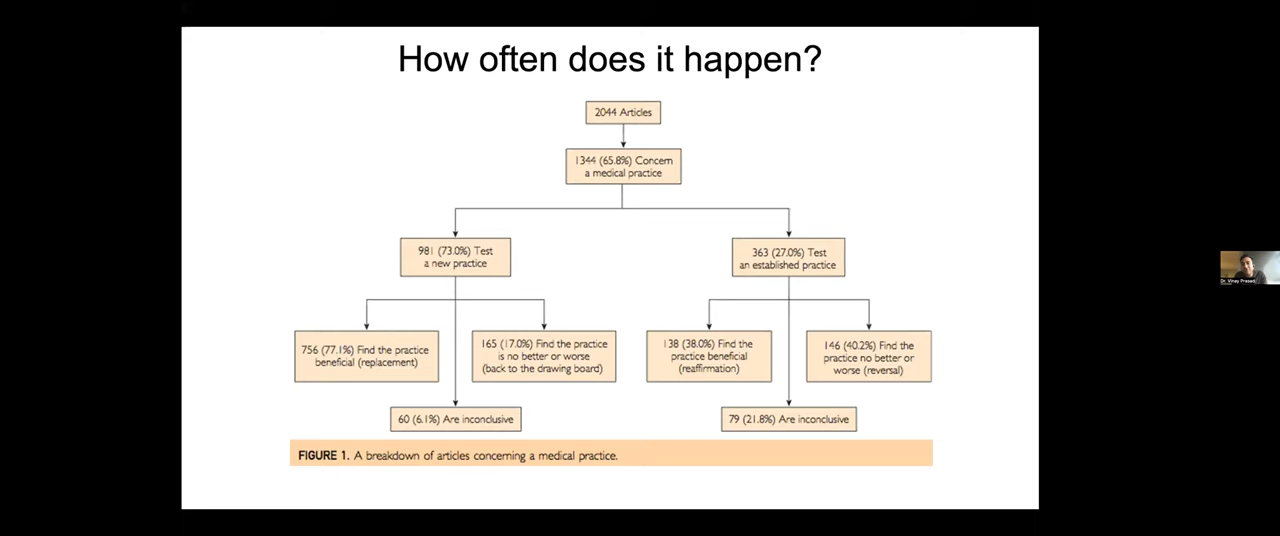 How often does it happen?
2044 Articles
1344 (65.8%) Concern
a medical practice
981 (73.0%) Test
a new practice
363 (27.0%) Test
an established practice
756 (77.1%) Find the practice
beneficial (replacement)
165 (17.0%) Find the practice
is no better or worse
(back to the drawing board)
138 (38.0%) Find the
practice beneficial
(reaffirmation)
146 (40.2%) Find the
practice no better or
worse (reversal)
60 (6.1%) Are inconclusive
79 (21.8%) Are inconclusive
FIGURE 1. A breakdown of articles concerning a medical practice.
Dr. Vinay Prasad